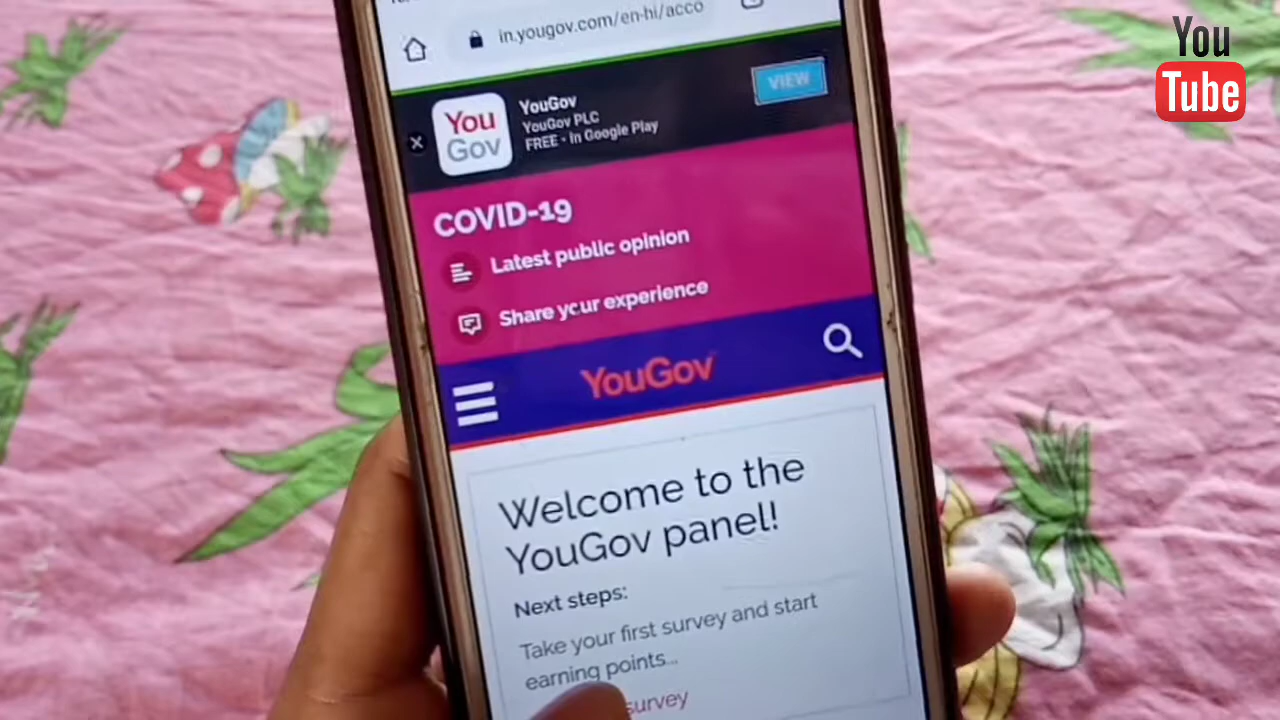 in.yougov.com/en-hi/acco
You
Tube
YouGov
YouGov PLC
FREE • In Google Play
VIEW
You
Gov
COVID-19
Latest public opinion
Share your experience
YouGov
Welcome to the
YouGov panel!
Next steps:
Take your first survey and start
earning points...
survey